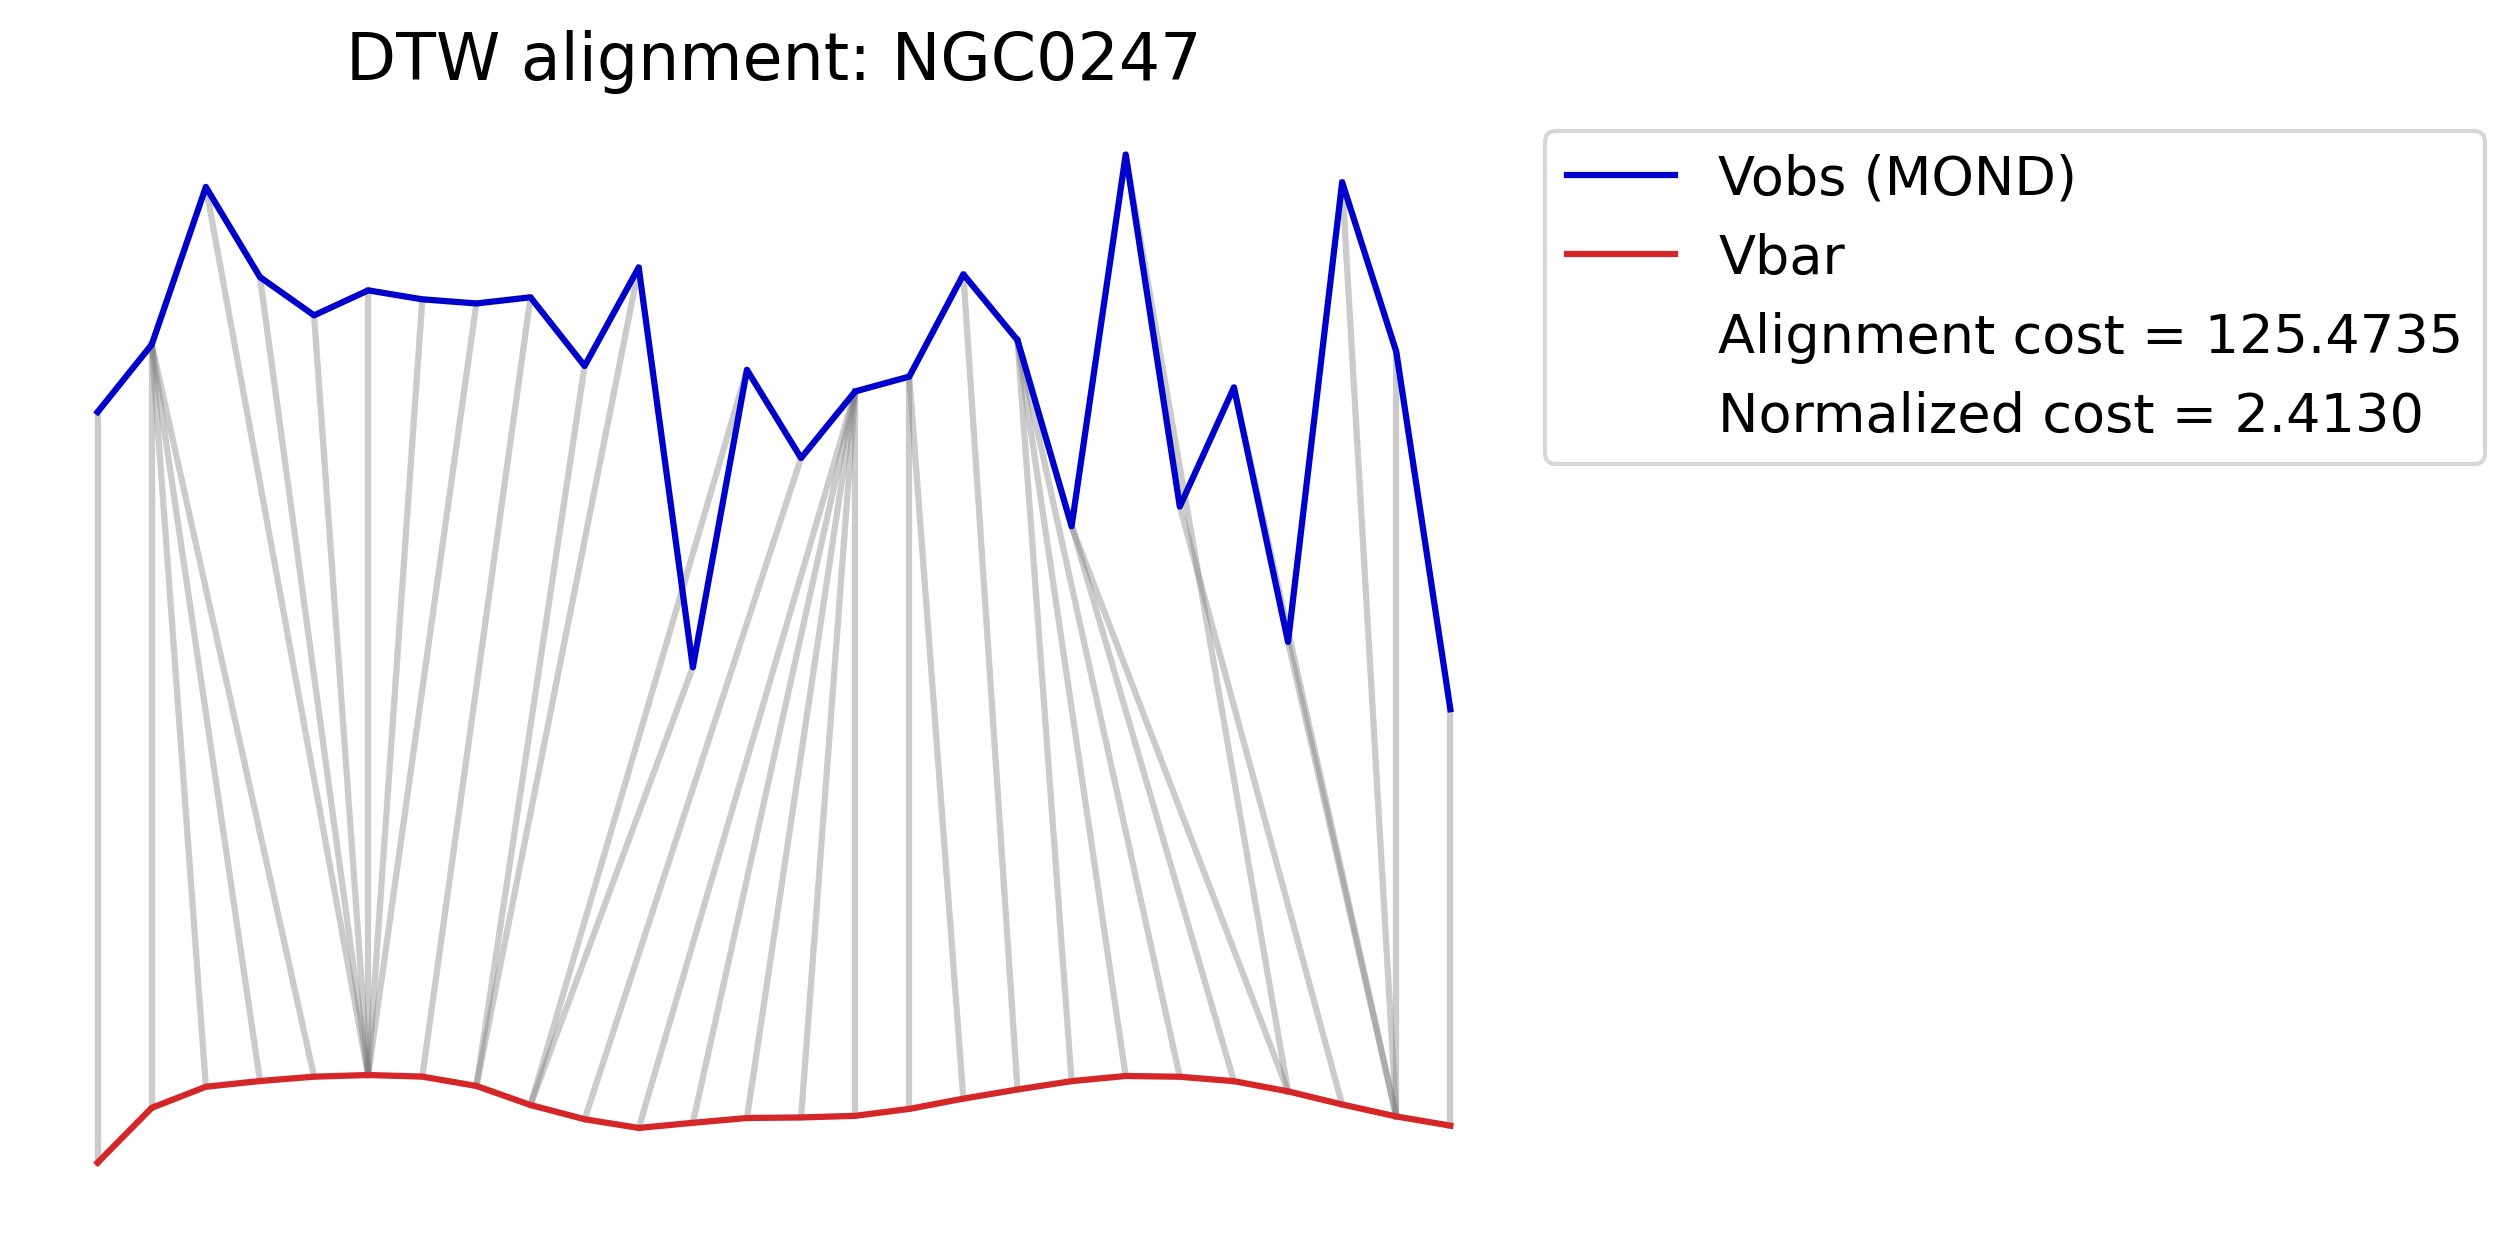 DTW alignment: NGC0247
Vobs (MOND)
Vbar
Alignment cost = 125.4735
Normalized cost = 2.4130